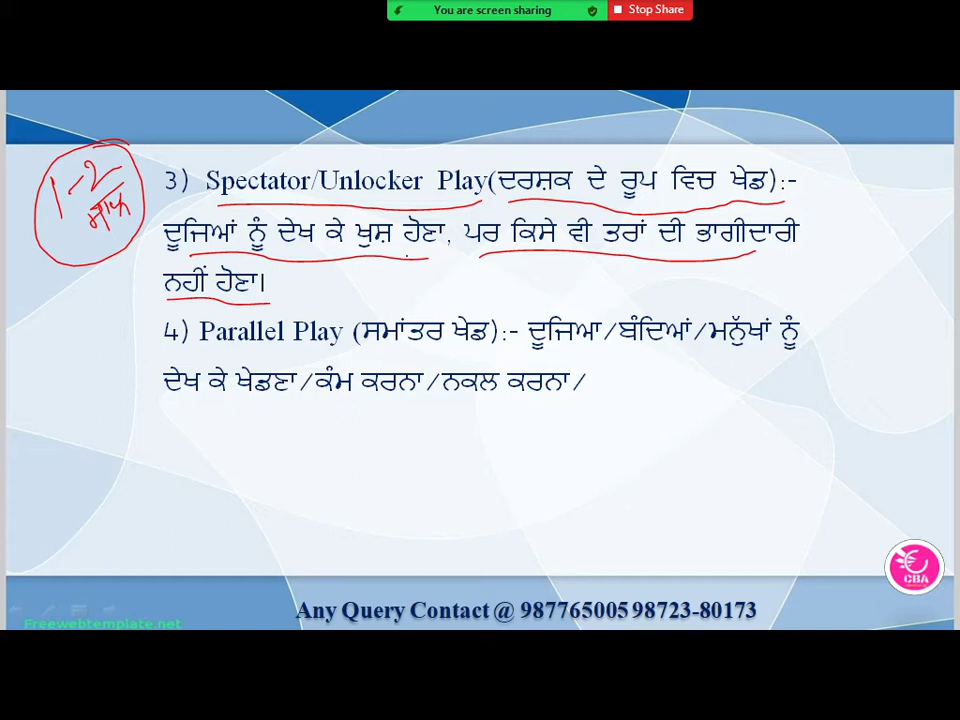 You are screen sharing Stop Share
1-2
3) Spectator/Unlocker Play(ਦਰਸ਼ਕ ਦੇ ਰੂਪ ਵਿਚ ਖੇਡ):-
ਦੂਜਿਆਂ ਨੂੰ ਦੇਖ ਕੇ ਖੁਸ਼ ਹੋਣਾ, ਪਰ ਕਿਸੇ ਵੀ ਤਰਾਂ ਦੀ ਭਾਗੀਦਾਰੀ
ਨਹੀਂ ਹੋਣਾ।
4) Parallel Play (ਸਮਾਂਤਰ ਖੇਡ):- ਦੂਜਿਆ/ਬੰਦਿਆਂ/ਮਨੁੱਖਾਂ ਨੂੰ
ਦੇਖ ਕੇ ਖੇਡਣਾ/ਕੰਮ ਕਰਨਾ/ਨਕਲ ਕਰਨਾ/
CBA
Any Query Contact @ 9877650059 8723-80173
Freewebtemplate.net